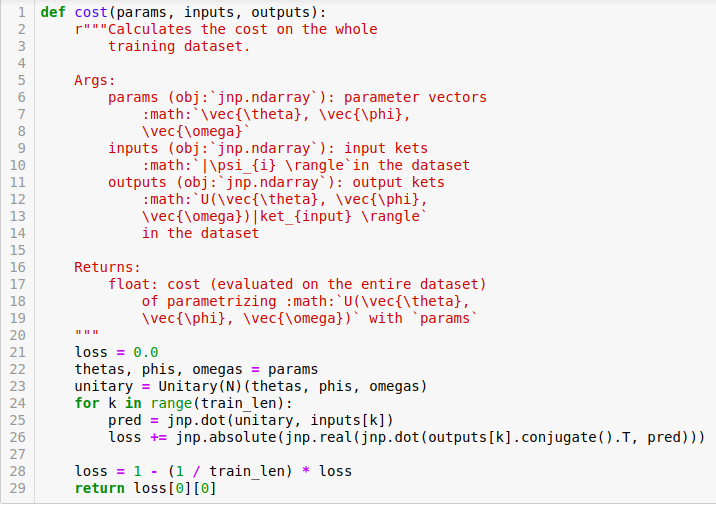 1 def cost(params, inputs, outputs):
2     r"""Calculates the cost on the whole
3         training dataset.
4
5     Args:
6         params (obj:`jnp.ndarray`): parameter vectors
7             :math:`\vec{\theta}, \vec{\phi},
8             \vec{\omega}`
9         inputs (obj:`jnp.ndarray`): input kets
10             :math:`|\psi_{i} \rangle`in the dataset
11         outputs (obj:`jnp.ndarray`): output kets
12             :math:`U(\vec{\theta}, \vec{\phi},
13             \vec{\omega})|ket_{input} \rangle`
14             in the dataset
15
16     Returns:
17         float: cost (evaluated on the entire dataset)
18             of parametrizing :math:`U(\vec{\theta},
19             \vec{\phi}, \vec{\omega})` with `params`
20     """
21     loss = 0.0
22     thetas, phis, omegas = params
23     unitary = Unitary(N)(thetas, phis, omegas)
24     for k in range(train_len):
25         pred = jnp.dot(unitary, inputs[k])
26         loss += jnp.absolute(jnp.real(jnp.dot(outputs[k].conjugate().T, pred)))
27
28     loss = 1 - (1 / train_len) * loss
29     return loss[0][0]